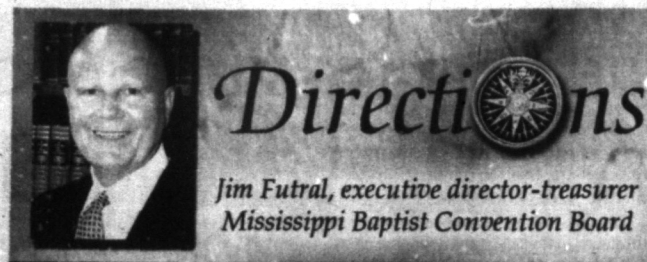 Directions
Jim Futral, executive director-treasurer
Mississippi Baptist Convention Board